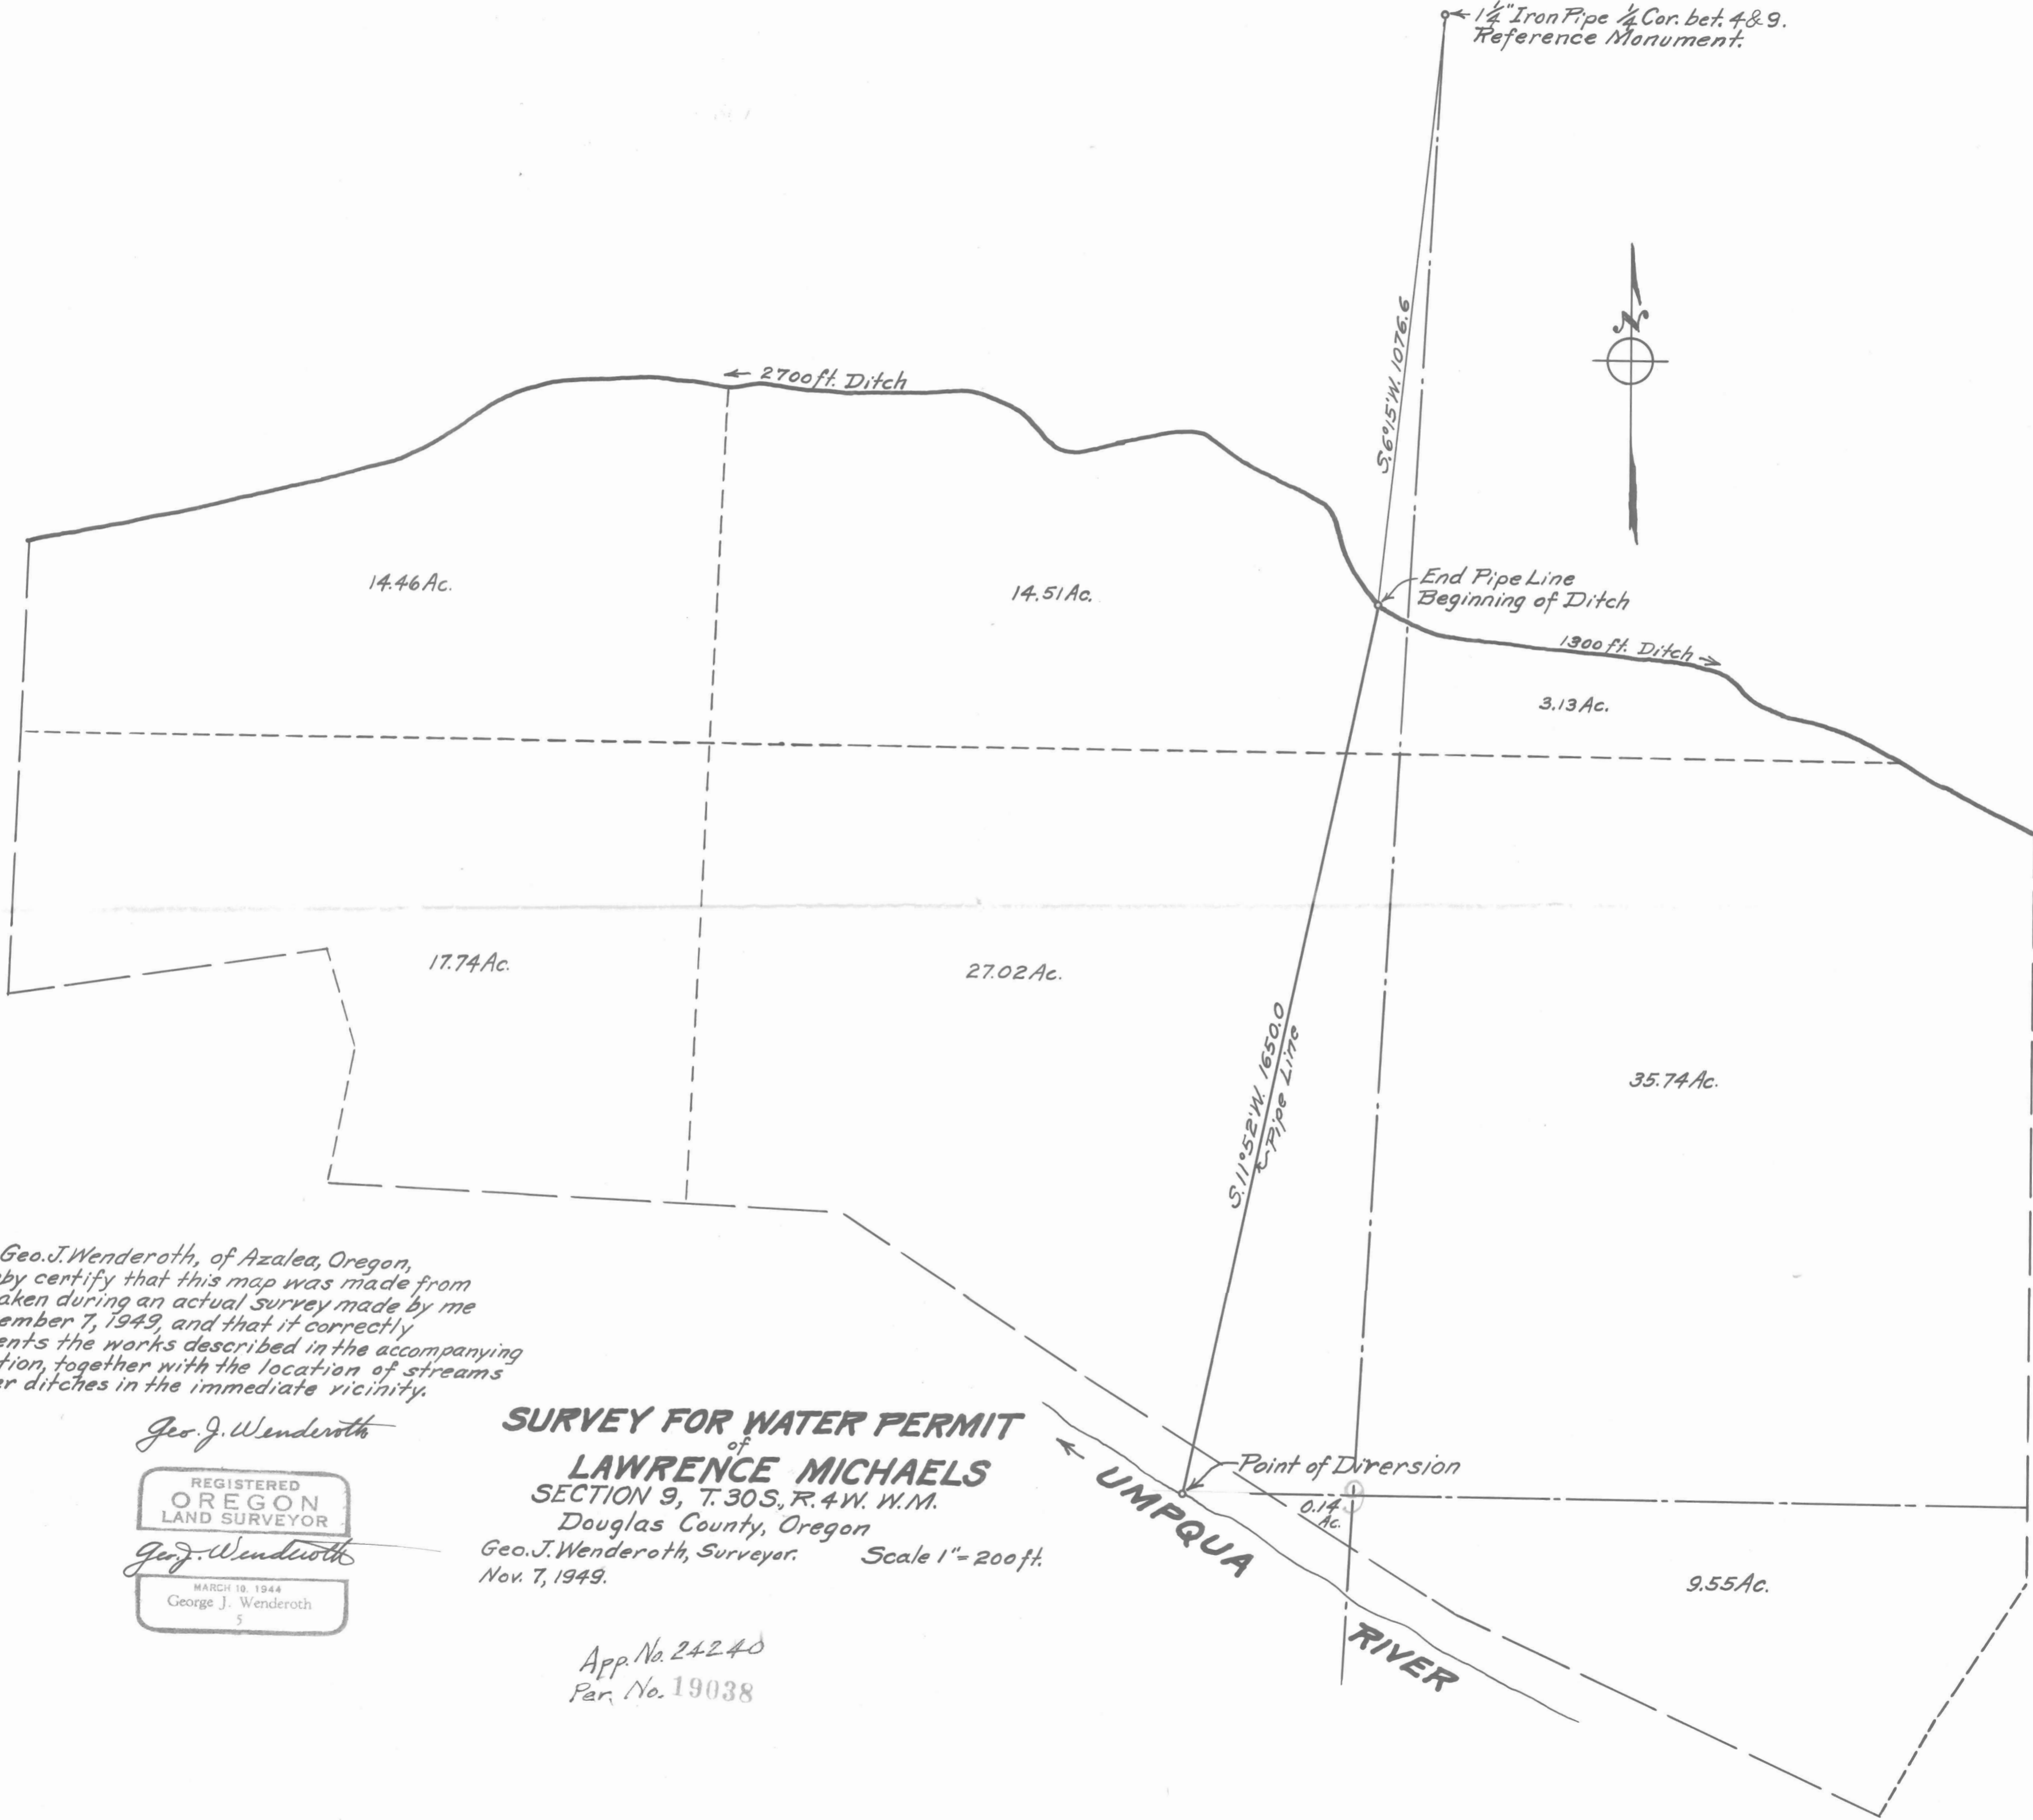 1¼" Iron Pipe ¼ Cor. bet. 4 & 9.
Reference Monument.
S.6°15'W. 1076.6
N
← 2700 ft. Ditch
14.46 Ac.
14.51 Ac.
End Pipe Line
Beginning of Ditch
1300 ft. Ditch →
3.13 Ac.
17.74 Ac.
27.02 Ac.
S.11°52'W. 1650.0
Pipe Line
35.74 Ac.
Geo. J. Wenderoth, of Azalea, Oregon,
by certify that this map was made from
aken during an actual survey made by me
ember 7, 1949, and that it correctly
ents the works described in the accompanying
tion, together with the location of streams
er ditches in the immediate vicinity.
Geo. J. Wenderoth
REGISTERED
OREGON
LAND SURVEYOR
Geo. J. Wenderoth
MARCH 10, 1944
George J. Wenderoth
5
SURVEY FOR WATER PERMIT
of
LAWRENCE MICHAELS
SECTION 9, T. 30 S., R. 4 W. W.M.
Douglas County, Oregon
Geo. J. Wenderoth, Surveyor. Scale 1" = 200 ft.
Nov. 7, 1949.
App. No. 24240
Per. No. 19038
Point of Diversion
9
0.14
Ac.
UMPQUA
RIVER
9.55 Ac.